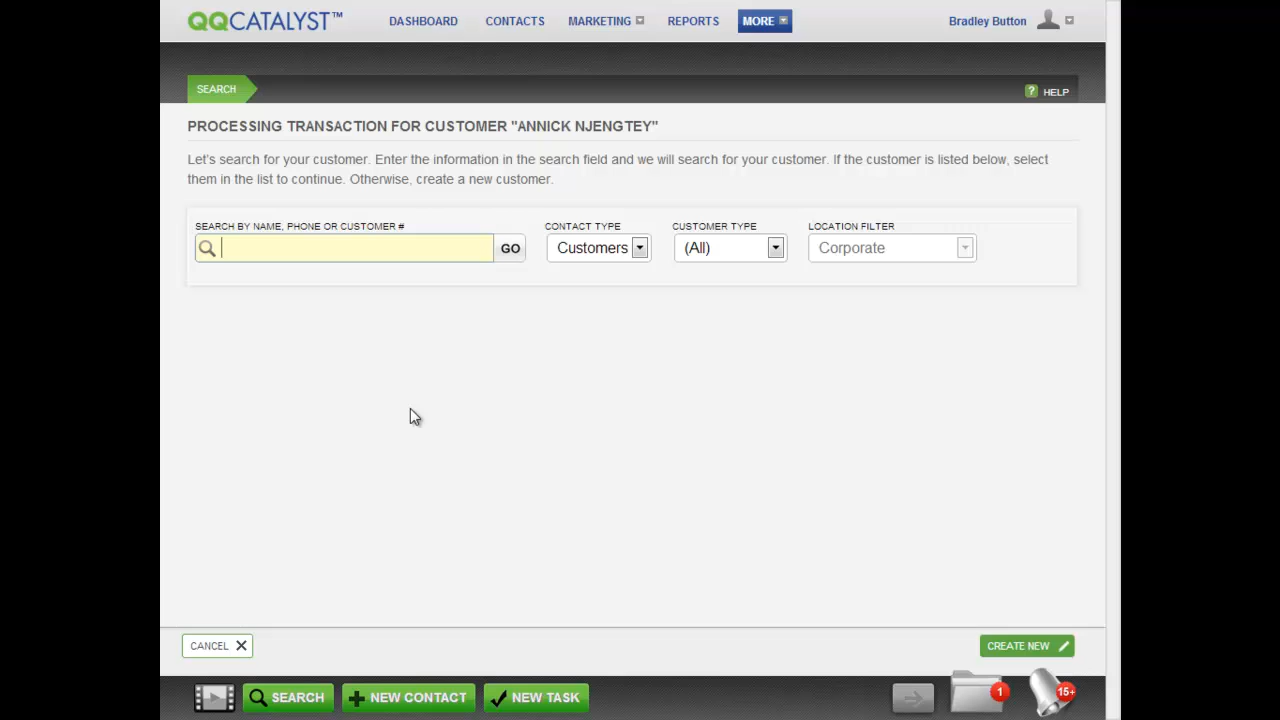 QQCATALYST™ DASHBOARD CONTACTS MARKETING REPORTS MORE Bradley Button
SEARCH ? HELP
PROCESSING TRANSACTION FOR CUSTOMER "ANNICK NJENGTEY"
Let's search for your customer. Enter the information in the search field and we will search for your customer. If the customer is listed below, select
them in the list to continue. Otherwise, create a new customer.
SEARCH BY NAME, PHONE OR CUSTOMER # CONTACT TYPE CUSTOMER TYPE LOCATION FILTER
GO Customers (All) Corporate
CANCEL CREATE NEW
SEARCH NEW CONTACT NEW TASK 1 15+